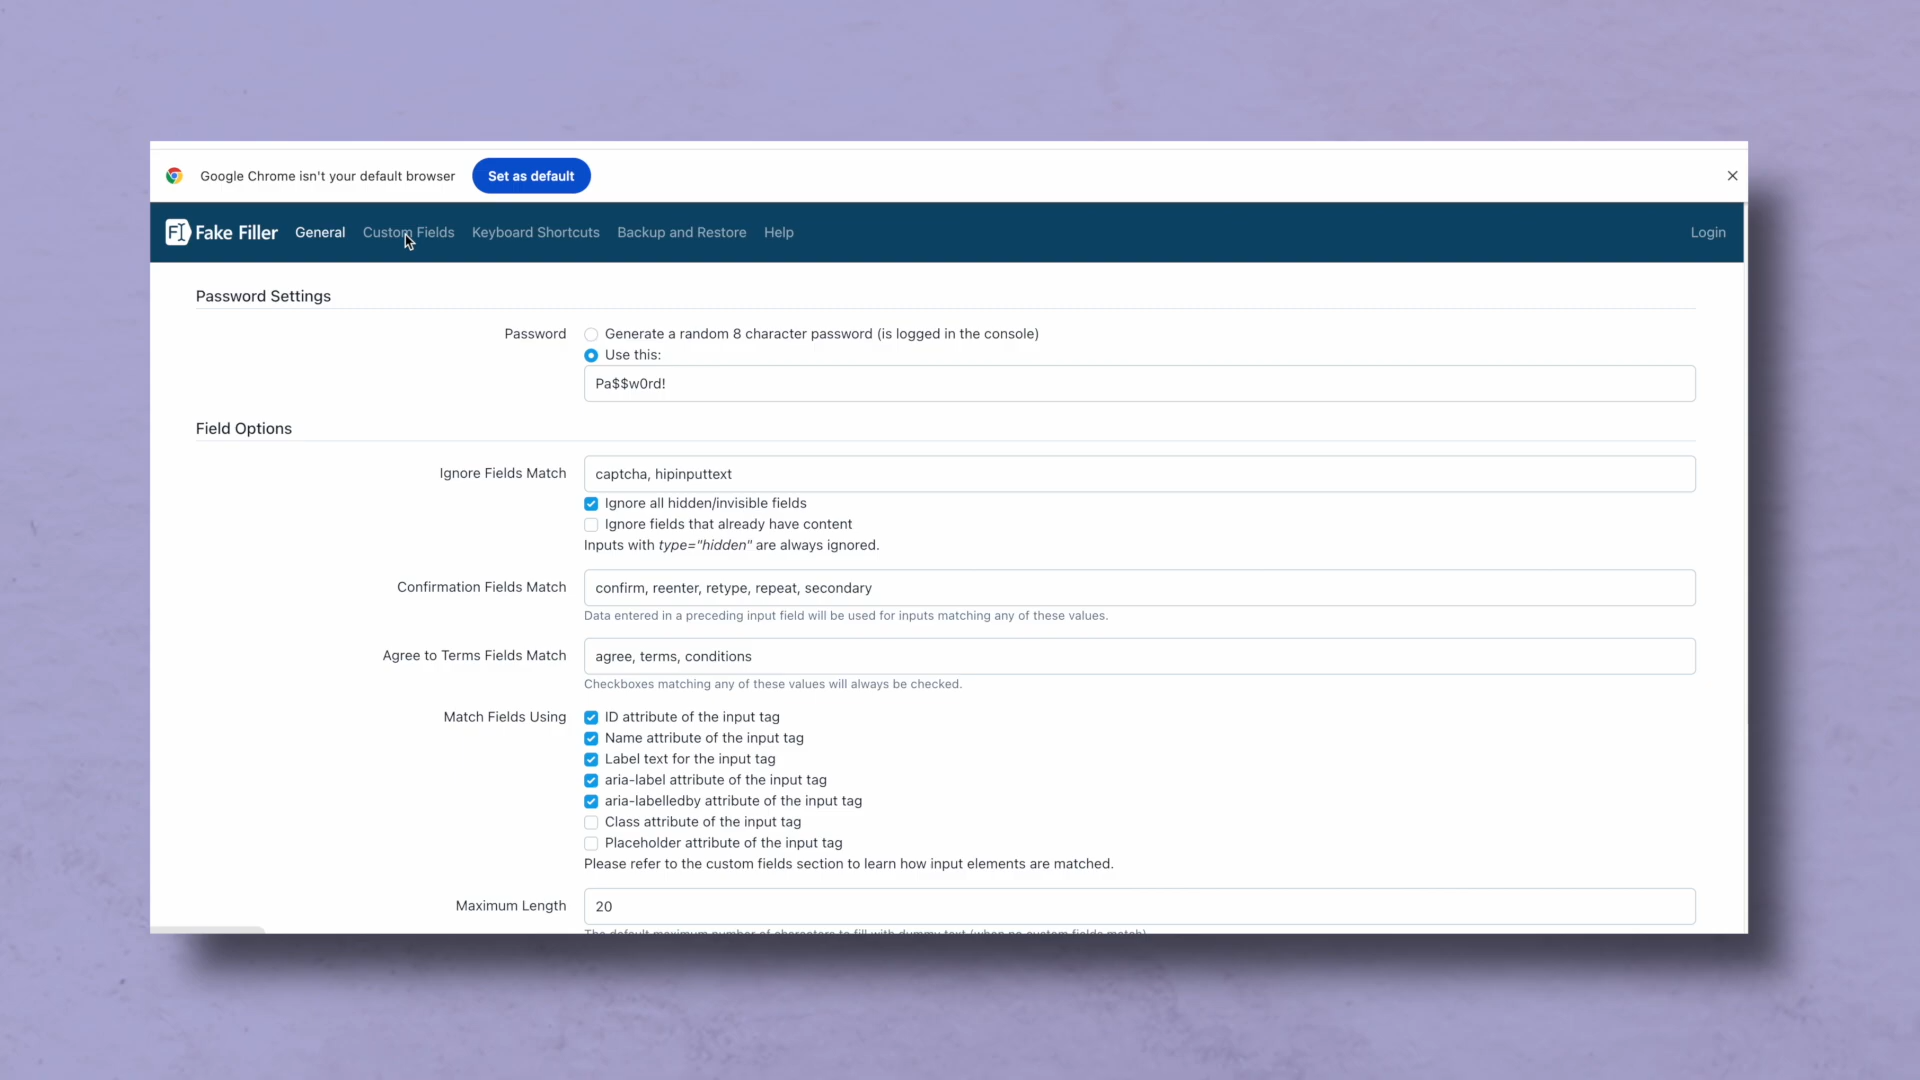 Google Chrome isn't your default browser Set as default
Fake Filler General Custom Fields Keyboard Shortcuts Backup and Restore Help Login
Password Settings
Password Generate a random 8 character password (is logged in the console)
Use this:
Pa$$w0rd!
Field Options
Ignore Fields Match captcha, hipinputtext
Ignore all hidden/invisible fields
Ignore fields that already have content
Inputs with type="hidden" are always ignored.
Confirmation Fields Match confirm, reenter, retype, repeat, secondary
Data entered in a preceding input field will be used for inputs matching any of these values.
Agree to Terms Fields Match agree, terms, conditions
Checkboxes matching any of these values will always be checked.
Match Fields Using ID attribute of the input tag
Name attribute of the input tag
Label text for the input tag
aria-label attribute of the input tag
aria-labelledby attribute of the input tag
Class attribute of the input tag
Placeholder attribute of the input tag
Please refer to the custom fields section to learn how input elements are matched.
Maximum Length 20
The default maximum number of characters to fill with dummy text (when no custom fields match)